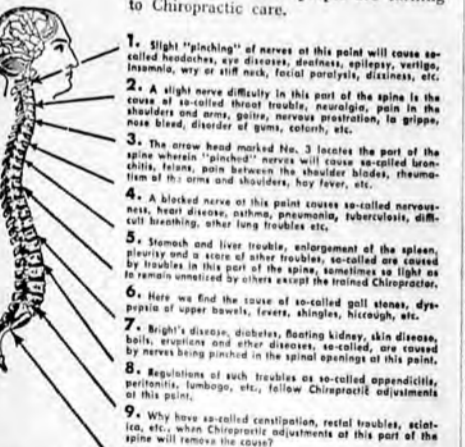 to Chiropractic care.
1. Slight "pinching" of nerves at this point will cause so-
called headaches, eye diseases, deafness, epilepsy, vertigo,
insomnia, wry or stiff neck, facial paralysis, dizziness, etc.
2. A slight nerve difficulty in this part of the spine is the
cause of so-called throat trouble, neuralgia, pain in the
shoulders and arms, goitre, nervous prostration, la grippe,
nose bleed, disorder of gums, catarrh, etc.
3. The arrow head marked No. 3 locates the part of the
spine wherein "pinched" nerves will cause so-called bron-
chitis, felons, pain between the shoulder blades, rheuma-
tism of the arms and shoulders, hay fever, etc.
4. A blocked nerve at this point causes so-called nervous-
ness, heart disease, asthma, pneumonia, tuberculosis, diffi-
cult breathing, other lung troubles etc.
5. Stomach and liver trouble, enlargement of the spleen,
pleurisy and a score of other troubles, so-called are caused
by troubles in this part of the spine, sometimes so light as
to remain unnoticed by others except the trained Chiropractor.
6. Here we find the cause of so-called gall stones, dys-
pepsia of upper bowels, fevers, shingles, hiccough, etc.
7. Bright's disease, diabetes, floating kidney, skin disease,
boils, eruptions and other diseases, so-called, are caused
by nerves being pinched in the spinal openings at this point.
8. Regulations of such troubles as so-called appendicitis,
peritonitis, lumbago, etc., follow Chiropractic adjustments
at this point.
9. Why have so-called constipation, rectal troubles, sciat-
ica, etc., when Chiropractic adjustments at this part of the
spine will remove the cause?